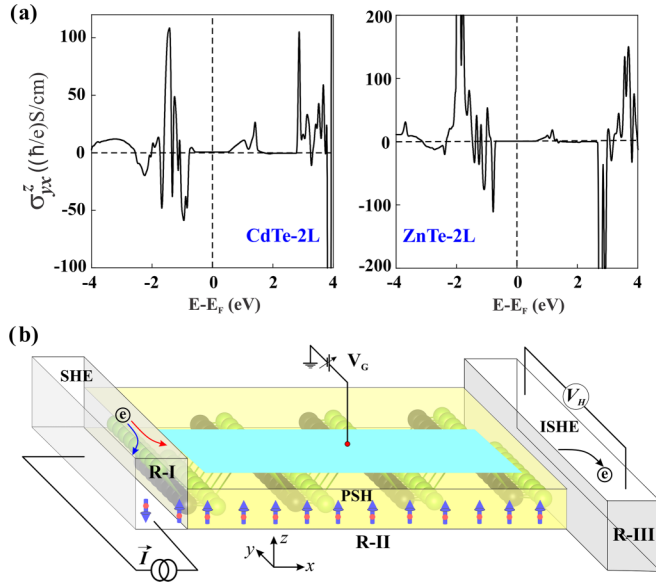 (a)
σ^z_yx ((ħ/e)S/cm)
100
50
0
-50
-100
CdTe-2L
-4 -2 0 2 4
E-E_F (eV)
200
100
0
-100
-200
ZnTe-2L
-4 -2 0 2 4
E-E_F (eV)
(b)
SHE
V_G
V_H
e
ISHE
e
R-I
PSH
R-II
R-III
I
z
y
x